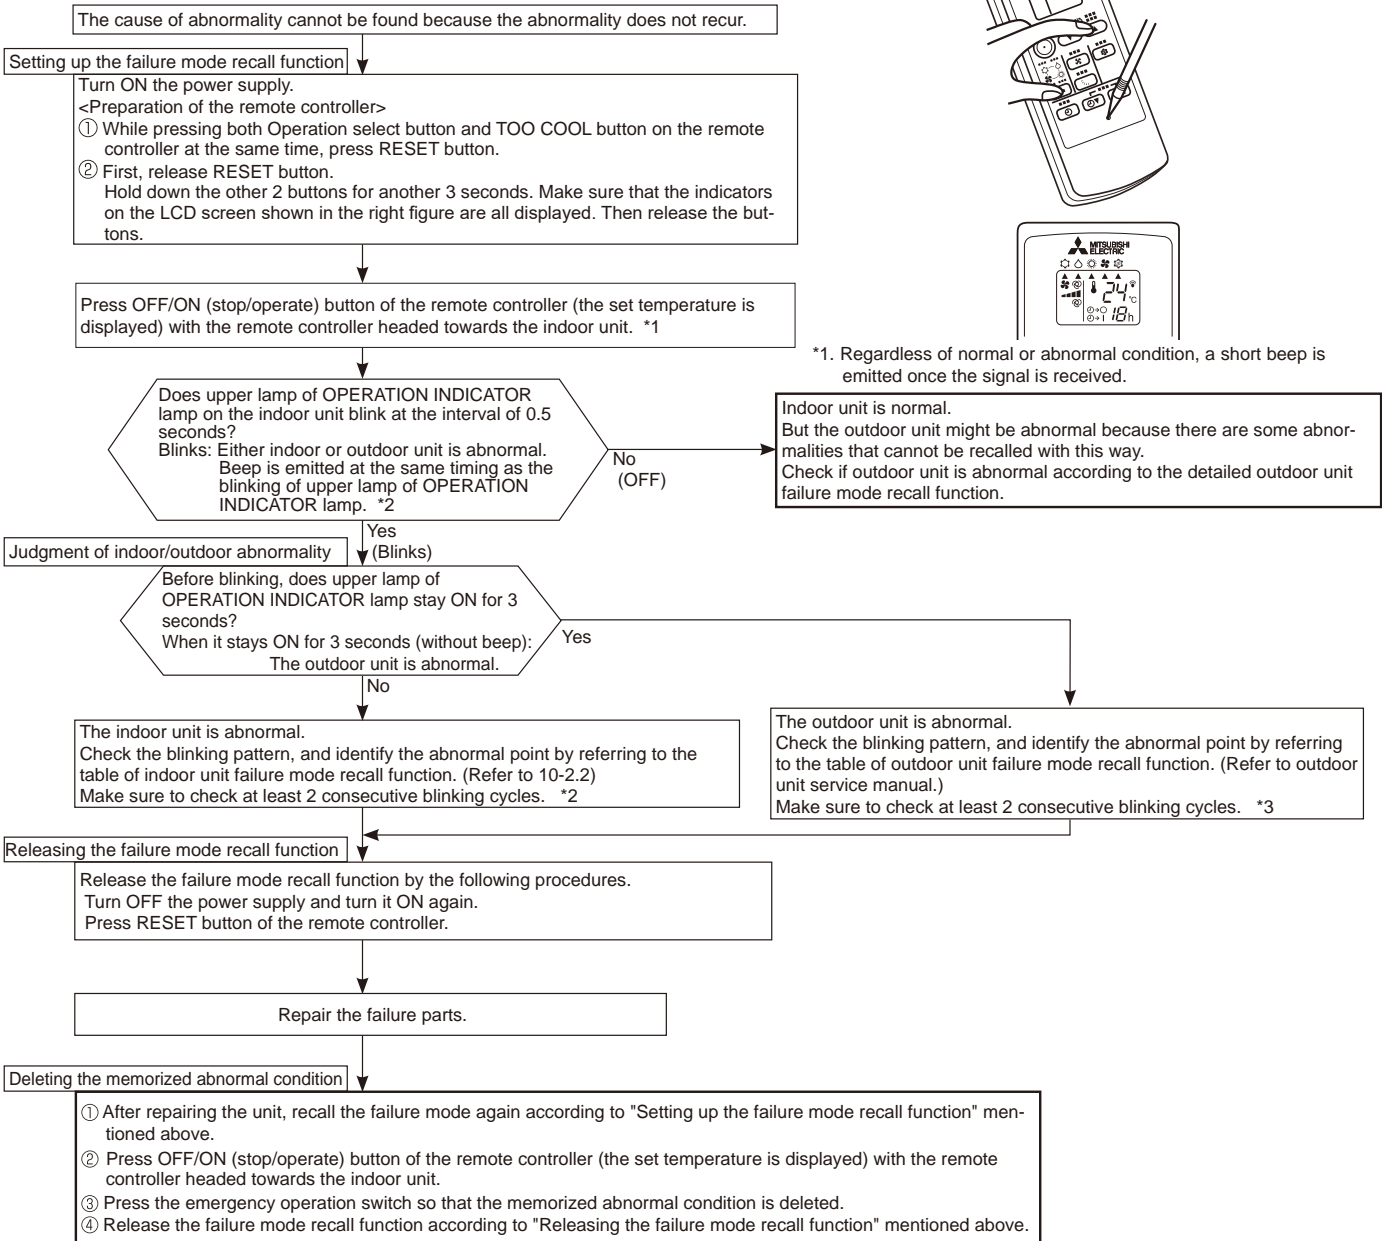 The cause of abnormality cannot be found because the abnormality does not recur.
Setting up the failure mode recall function
Turn ON the power supply.
<Preparation of the remote controller>
① While pressing both Operation select button and TOO COOL button on the remote
controller at the same time, press RESET button.
② First, release RESET button.
Hold down the other 2 buttons for another 3 seconds. Make sure that the indicators
on the LCD screen shown in the right figure are all displayed. Then release the but-
tons.
MITSUBISHI
ELECTRIC
24 °C
18h
Press OFF/ON (stop/operate) button of the remote controller (the set temperature is
displayed) with the remote controller headed towards the indoor unit. *1
*1. Regardless of normal or abnormal condition, a short beep is
emitted once the signal is received.
Does upper lamp of OPERATION INDICATOR
lamp on the indoor unit blink at the interval of 0.5
seconds?
Blinks: Either indoor or outdoor unit is abnormal.
Beep is emitted at the same timing as the
blinking of upper lamp of OPERATION
INDICATOR lamp. *2
No
(OFF)
Indoor unit is normal.
But the outdoor unit might be abnormal because there are some abnor-
malities that cannot be recalled with this way.
Check if outdoor unit is abnormal according to the detailed outdoor unit
failure mode recall function.
Yes
(Blinks)
Judgment of indoor/outdoor abnormality
Before blinking, does upper lamp of
OPERATION INDICATOR lamp stay ON for 3
seconds?
When it stays ON for 3 seconds (without beep):
The outdoor unit is abnormal.
Yes
No
The indoor unit is abnormal.
Check the blinking pattern, and identify the abnormal point by referring to the
table of indoor unit failure mode recall function. (Refer to 10-2.2)
Make sure to check at least 2 consecutive blinking cycles. *2
The outdoor unit is abnormal.
Check the blinking pattern, and identify the abnormal point by referring
to the table of outdoor unit failure mode recall function. (Refer to outdoor
unit service manual.)
Make sure to check at least 2 consecutive blinking cycles. *3
Releasing the failure mode recall function
Release the failure mode recall function by the following procedures.
Turn OFF the power supply and turn it ON again.
Press RESET button of the remote controller.
Repair the failure parts.
Deleting the memorized abnormal condition
① After repairing the unit, recall the failure mode again according to "Setting up the failure mode recall function" men-
tioned above.
② Press OFF/ON (stop/operate) button of the remote controller (the set temperature is displayed) with the remote
controller headed towards the indoor unit.
③ Press the emergency operation switch so that the memorized abnormal condition is deleted.
④ Release the failure mode recall function according to "Releasing the failure mode recall function" mentioned above.